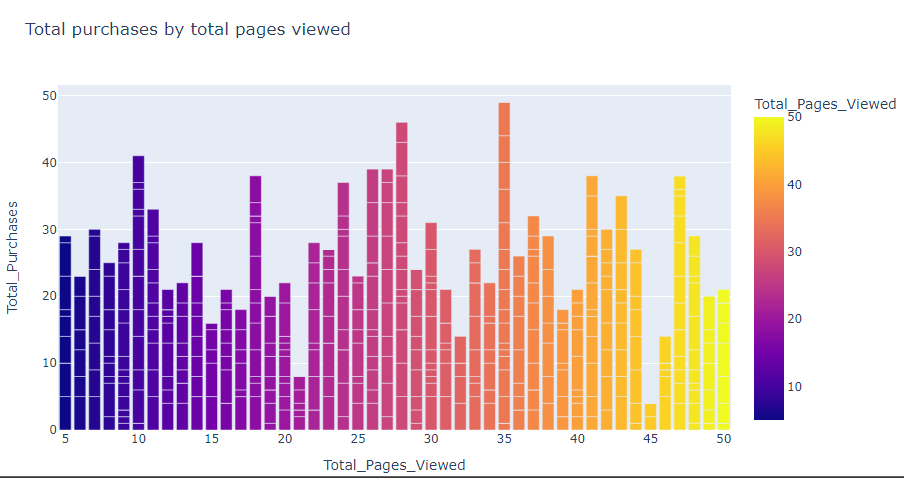 Total purchases by total pages viewed
Total_Pages_Viewed
50
40
30
20
10
50
40
30
20
10
0
Total_Purchases
5 10 15 20 25 30 35 40 45 50
Total_Pages_Viewed